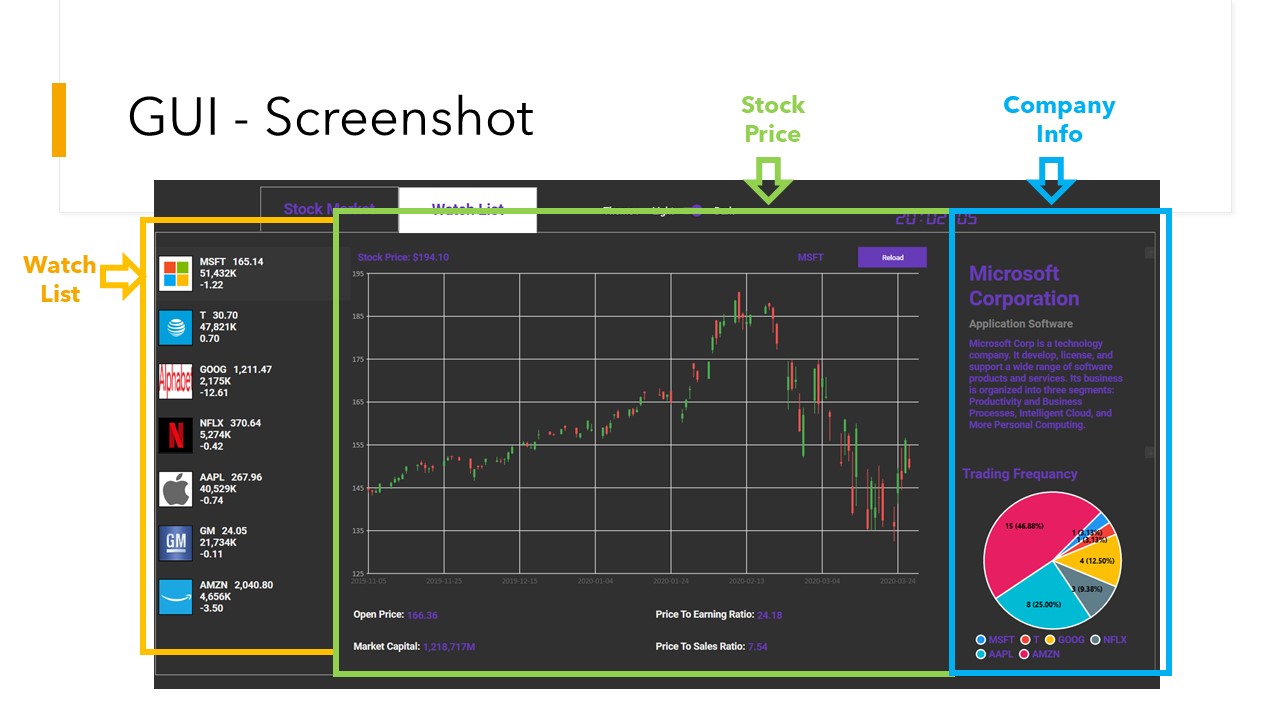 GUI - Screenshot
Stock
Price
Company
Info
Watch
List
Stock Market
Watch List
20:02:05
MSFT 165.14
51,432K
-1.22
T 30.70
47,821K
0.70
Alphabet
GOOG 1,211.47
2,175K
-12.61
N
NFLX 370.64
5,274K
-0.42
AAPL 267.96
40,529K
-0.74
GM
GM 24.05
21,734K
-0.11
AMZN 2,040.80
4,656K
-3.50
Stock Price: $194.10
MSFT
Reload
195
185
175
165
155
145
135
125
2019-11-05
2019-11-25
2019-12-15
2020-01-04
2020-01-24
2020-02-13
2020-03-04
2020-03-24
Open Price: 166.36
Price To Earning Ratio: 24.18
Market Capital: 1,218,717M
Price To Sales Ratio: 7.54
Microsoft
Corporation
Application Software
Microsoft Corp is a technology
company. It develop, license, and
support a wide range of software
products and services. Its business
is organized into three segments:
Productivity and Business
Processes, Intelligent Cloud, and
More Personal Computing.
Trading Frequancy
15 (46.88%)
1 (3.13%)
1 (3.13%)
4 (12.50%)
3 (9.38%)
8 (25.00%)
MSFT T GOOG NFLX
AAPL AMZN